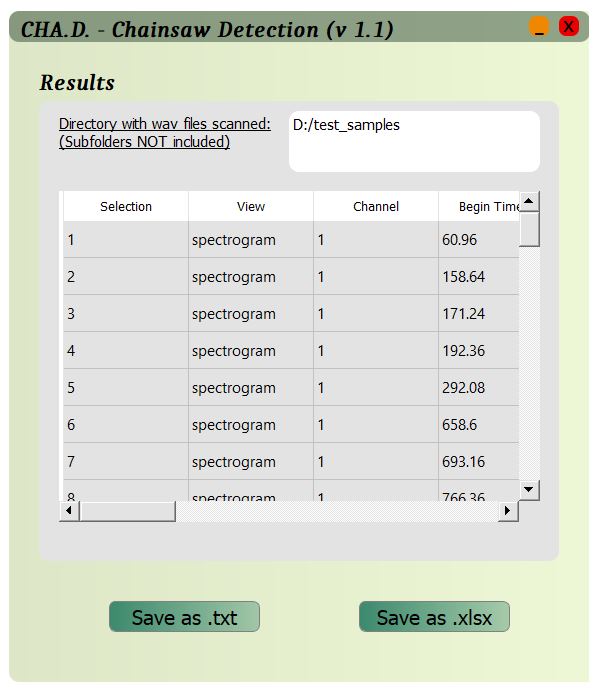 CHA.D. - Chainsaw Detection (v 1.1)
X
Results
Directory with wav files scanned:
(Subfolders NOT included)
D:/test_samples
Selection View Channel Begin Time
1 spectrogram 1 60.96
2 spectrogram 1 158.64
3 spectrogram 1 171.24
4 spectrogram 1 192.36
5 spectrogram 1 292.08
6 spectrogram 1 658.6
7 spectrogram 1 693.16
8 spectrogram 1 766.36
Save as .txt Save as .xlsx